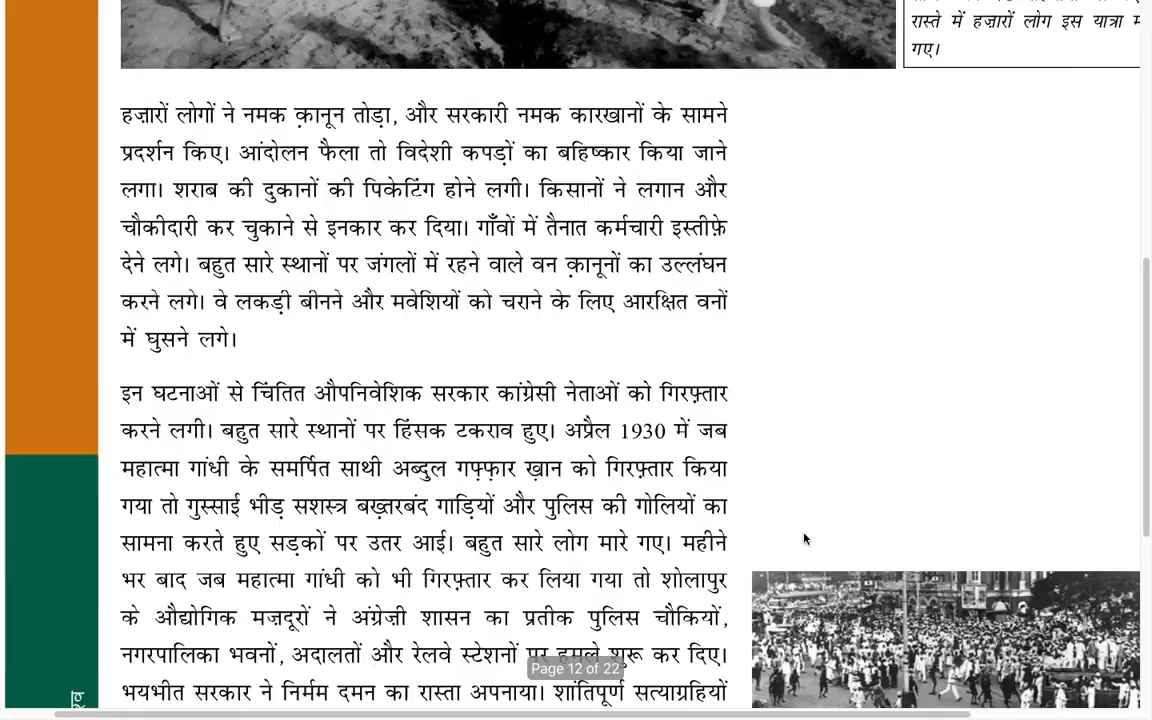 रास्ते में हज़ारों लोग इस यात्रा म
गए।
हज़ारों लोगों ने नमक क़ानून तोड़ा, और सरकारी नमक कारखानों के सामने
प्रदर्शन किए। आंदोलन फैला तो विदेशी कपड़ों का बहिष्कार किया जाने
लगा। शराब की दुकानों की पिकेटिंग होने लगी। किसानों ने लगान और
चौकीदारी कर चुकाने से इनकार कर दिया। गाँवों में तैनात कर्मचारी इस्तीफ़े
देने लगे। बहुत सारे स्थानों पर जंगलों में रहने वाले वन क़ानूनों का उल्लंघन
करने लगे। वे लकड़ी बीनने और मवेशियों को चराने के लिए आरक्षित वनों
में घुसने लगे।
इन घटनाओं से चिंतित औपनिवेशिक सरकार कांग्रेसी नेताओं को गिरफ़्तार
करने लगी। बहुत सारे स्थानों पर हिंसक टकराव हुए। अप्रैल 1930 में जब
महात्मा गांधी के समर्पित साथी अब्दुल गफ़्फ़ार ख़ान को गिरफ़्तार किया
गया तो गुस्साई भीड़ सशस्त्र बख़्तरबंद गाड़ियों और पुलिस की गोलियों का
सामना करते हुए सड़कों पर उतर आई। बहुत सारे लोग मारे गए। महीने
भर बाद जब महात्मा गांधी को भी गिरफ़्तार कर लिया गया तो शोलापुर
के औद्योगिक मज़दूरों ने अंग्रेज़ी शासन का प्रतीक पुलिस चौकियों,
नगरपालिका भवनों, अदालतों और रेलवे स्टेशनों पर हमले शुरू कर दिए।
Page 12 of 22
भयभीत सरकार ने निर्मम दमन का रास्ता अपनाया। शांतिपूर्ण सत्याग्रहियों